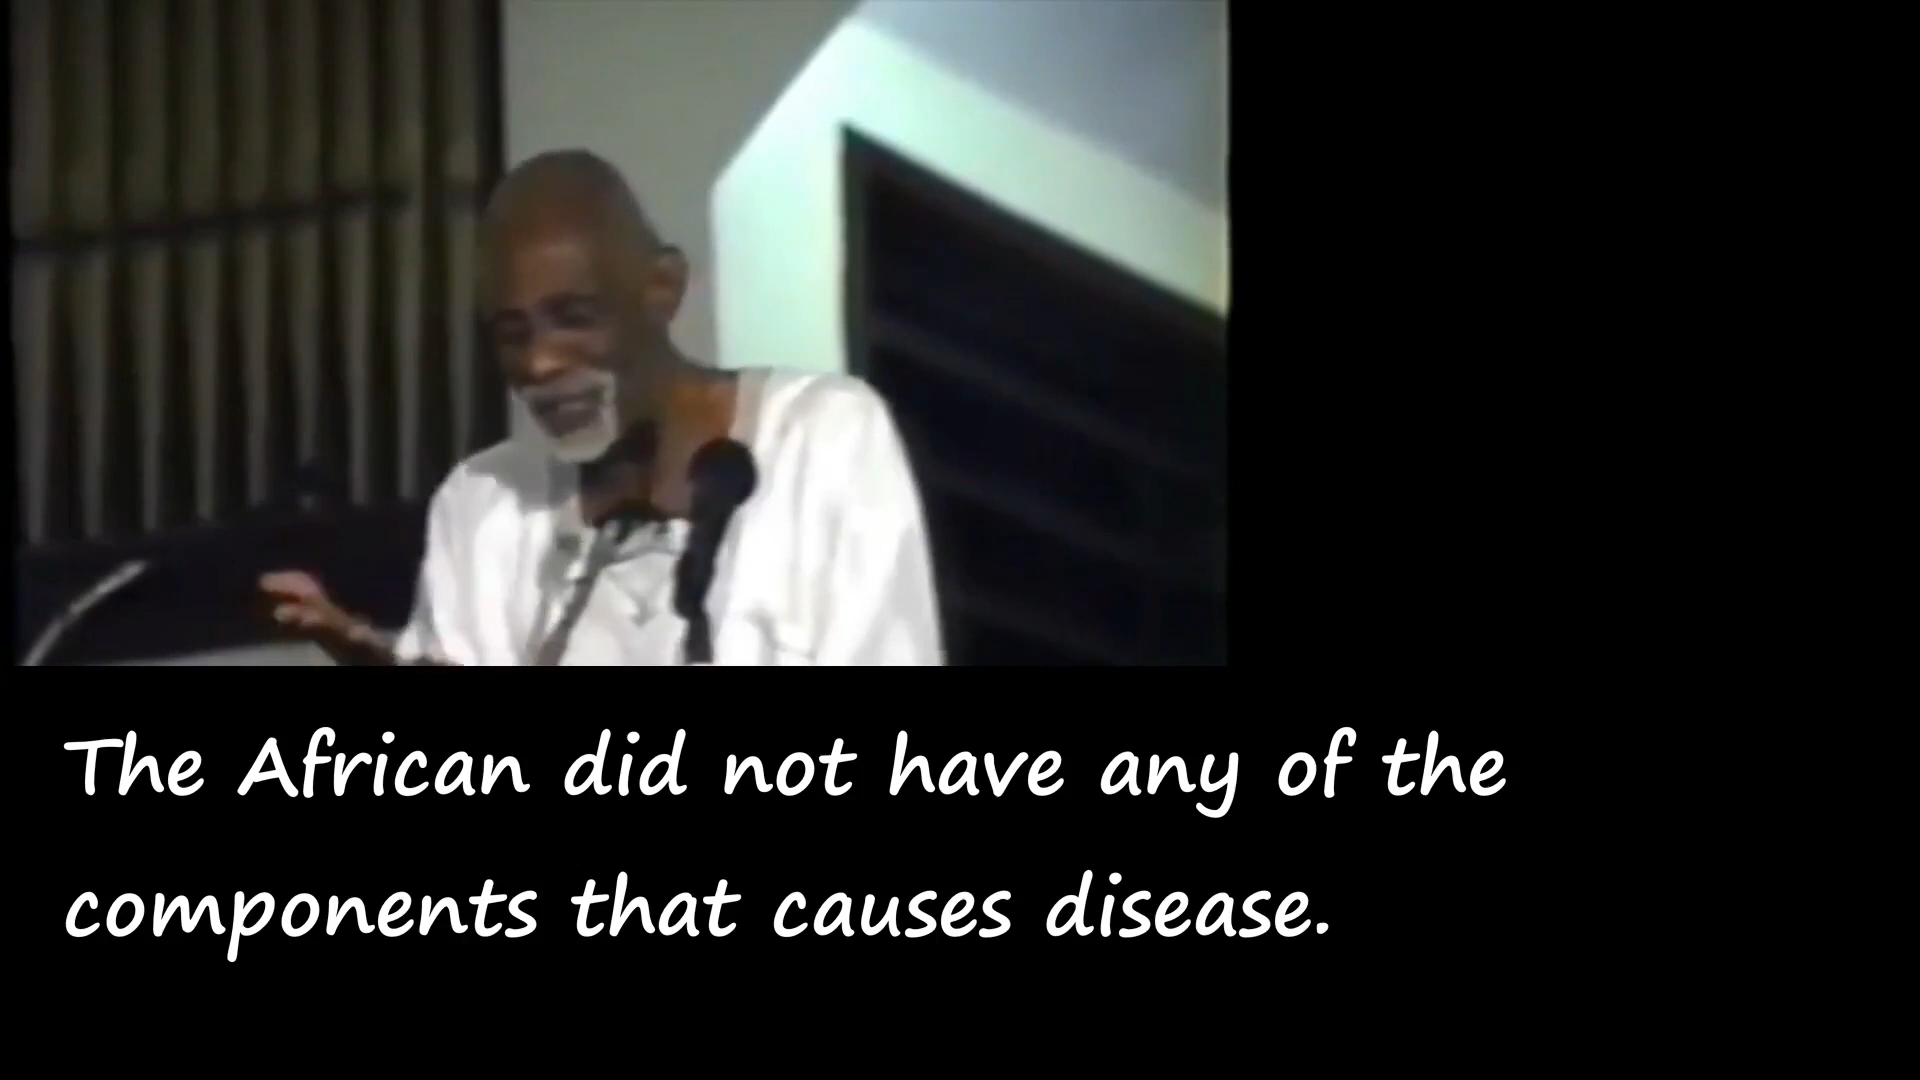 The African did not have any of the
components that causes disease.